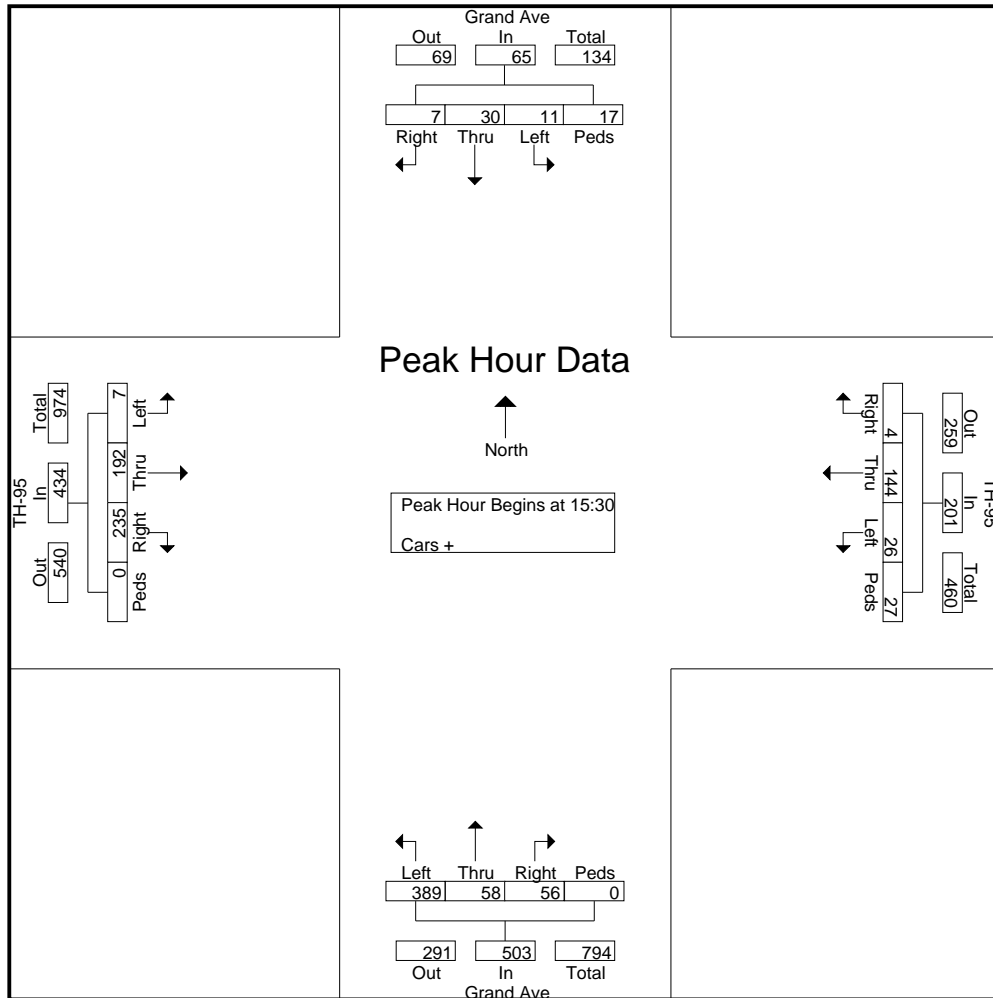 Grand Ave
Out In Total
69 65 134
7 30 11 17
Right Thru Left Peds
Peak Hour Data
North
Peak Hour Begins at 15:30
Cars +
TH-95
Total In Out
974 434 540
7 192 235 0
Left Thru Right Peds
TH-95
Out In Total
259 201 460
4 144 26 27
Right Thru Left Peds
Left Thru Right Peds
389 58 56 0
291 503 794
Out In Total
Grand Ave